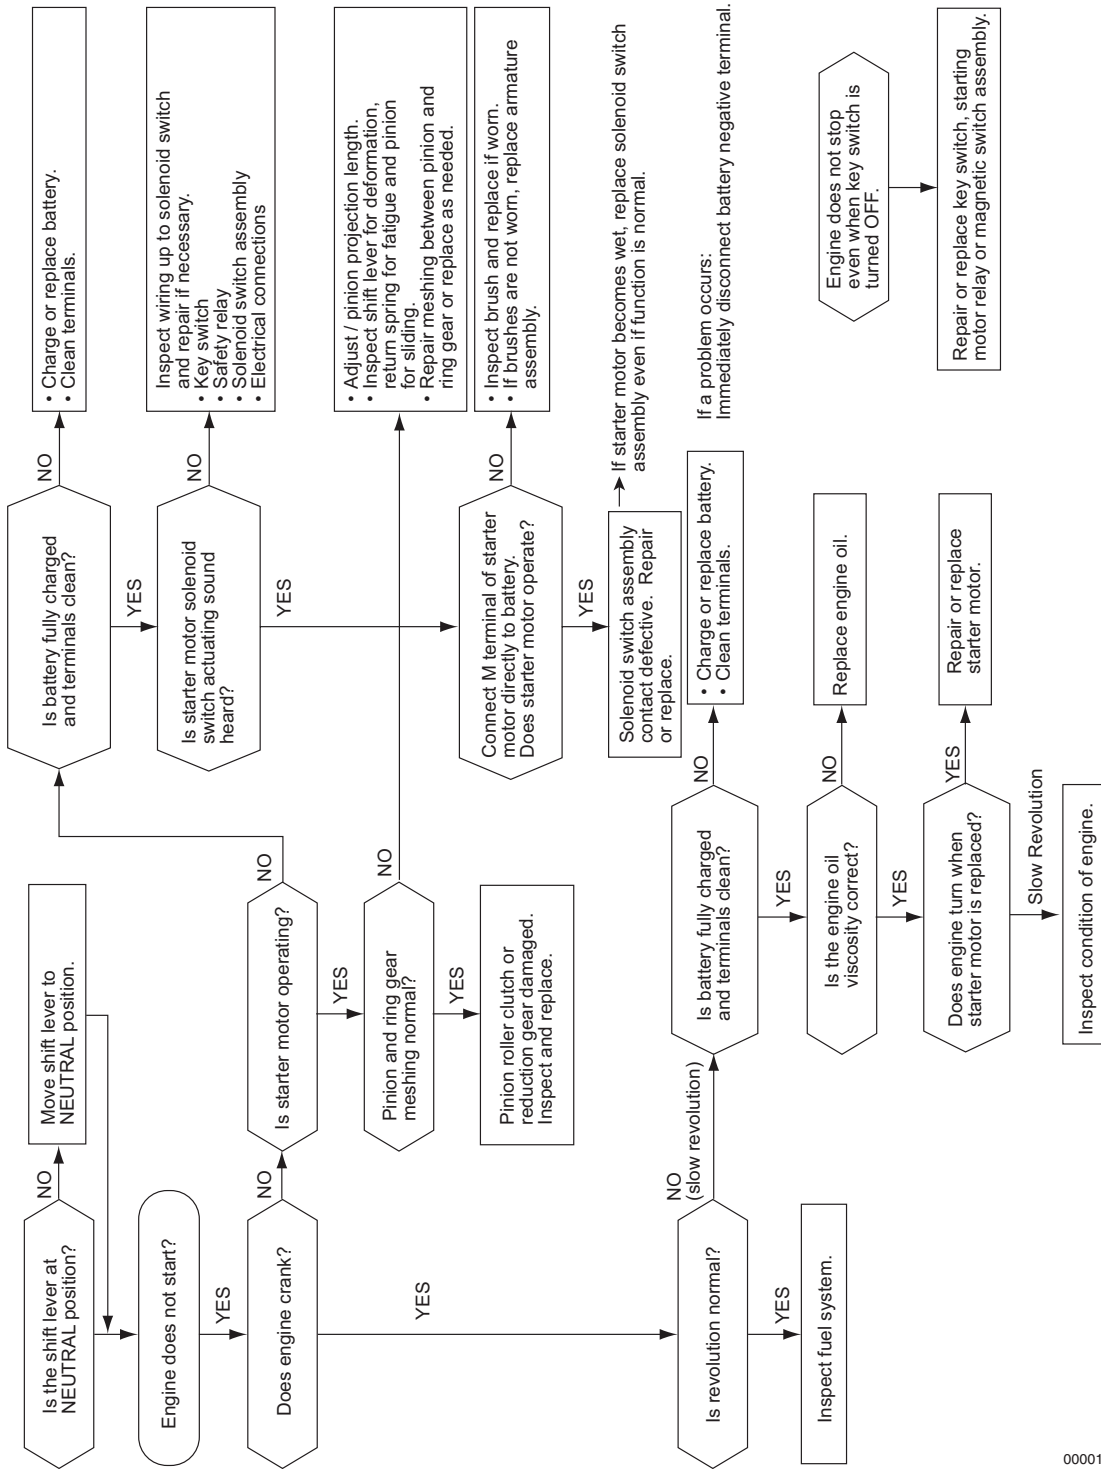 Is the shift lever at
NEUTRAL position?
NO
Move shift lever to
NEUTRAL position.
Engine does not start?
YES
Does engine crank?
NO
Is starter motor operating?
NO
Is battery fully charged
and terminals clean?
NO
• Charge or replace battery.
• Clean terminals.
YES
Is starter motor solenoid
switch actuating sound
heard?
NO
Inspect wiring up to solenoid switch
and repair if necessary.
• Key switch
• Safety relay
• Solenoid switch assembly
• Electrical connections
YES
YES
Pinion and ring gear
meshing normal?
NO
• Adjust / pinion projection length.
• Inspect shift lever for deformation,
return spring for fatigue and pinion
for sliding.
• Repair meshing between pinion and
ring gear or replace as needed.
YES
Pinion roller clutch or
reduction gear damaged.
Inspect and replace.
Connect M terminal of starter
motor directly to battery.
Does starter motor operate?
NO
• Inspect brush and replace if worn.
• If brushes are not worn, replace armature
assembly.
YES
Solenoid switch assembly
contact defective. Repair
or replace.
If starter motor becomes wet, replace solenoid switch
assembly even if function is normal.
YES
Is revolution normal?
NO
(slow revolution)
Is battery fully charged
and terminals clean?
NO
• Charge or replace battery.
• Clean terminals.
If a problem occurs:
Immediately disconnect battery negative terminal.
YES
Inspect fuel system.
YES
Is the engine oil
viscosity correct?
NO
Replace engine oil.
YES
Does engine turn when
starter motor is replaced?
YES
Repair or replace
starter motor.
Slow Revolution
Inspect condition of engine.
Engine does not stop
even when key switch is
turned OFF.
Repair or replace key switch, starting
motor relay or magnetic switch assembly.
00001